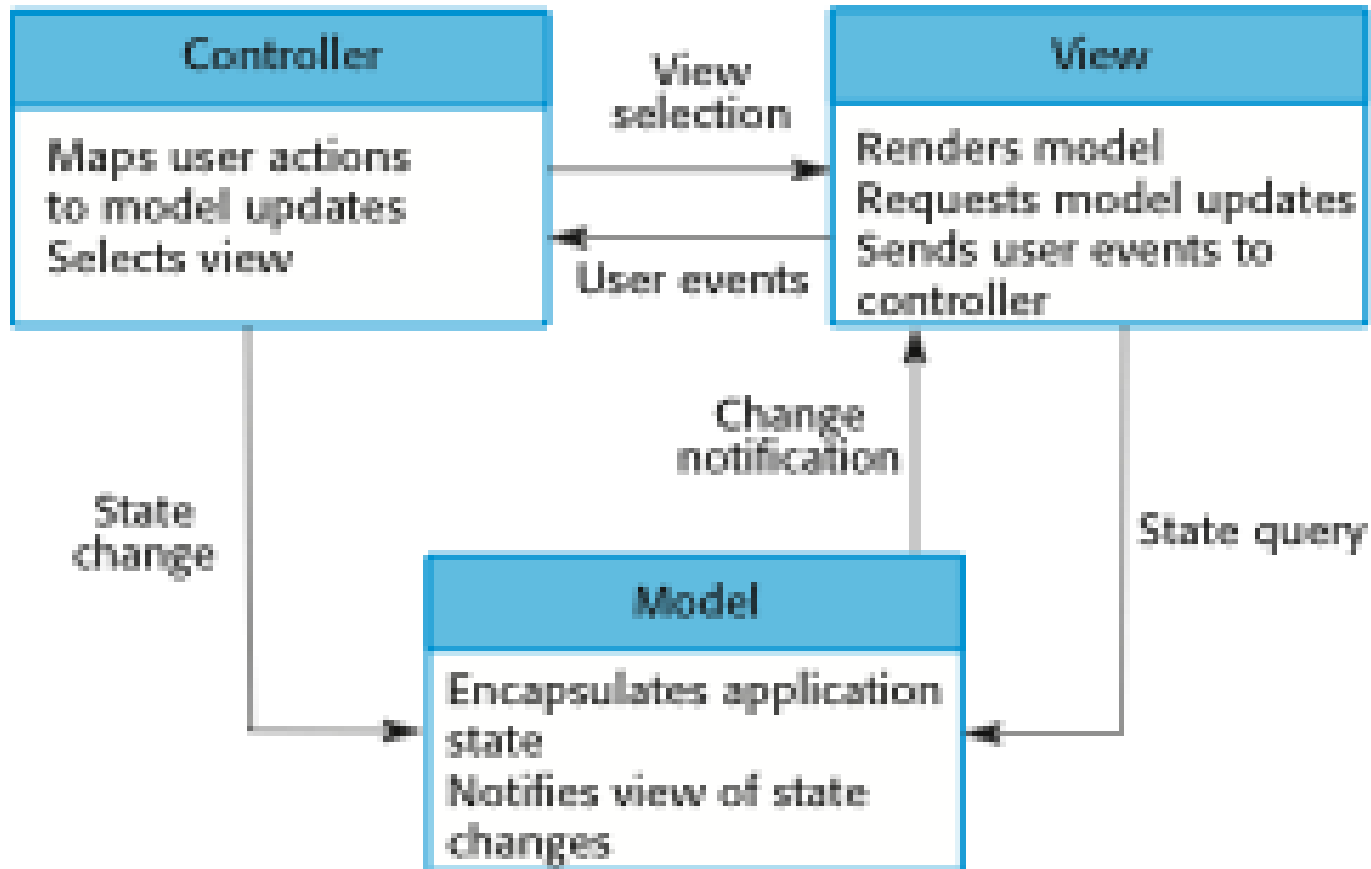 Controller
Maps user actions
to model updates
Selects view
View
selection
User events
View
Renders model
Requests model updates
Sends user events to
controller
State
change
Change
notification
State query
Model
Encapsulates application
state
Notifies view of state
changes